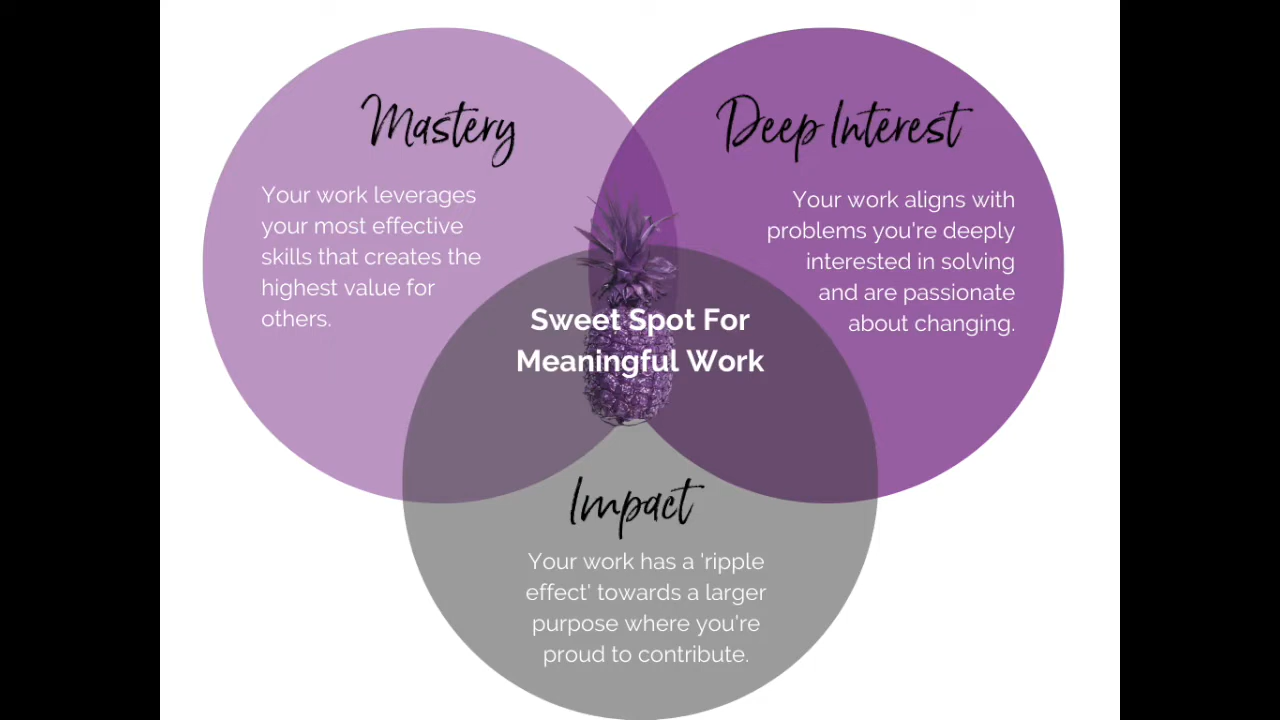 Mastery
Your work leverages
your most effective
skills that creates the
highest value for
others.
Deep Interest
Your work aligns with
problems you're deeply
interested in solving
and are passionate
about changing.
Sweet Spot For
Meaningful Work
Impact
Your work has a 'ripple
effect' towards a larger
purpose where you're
proud to contribute.